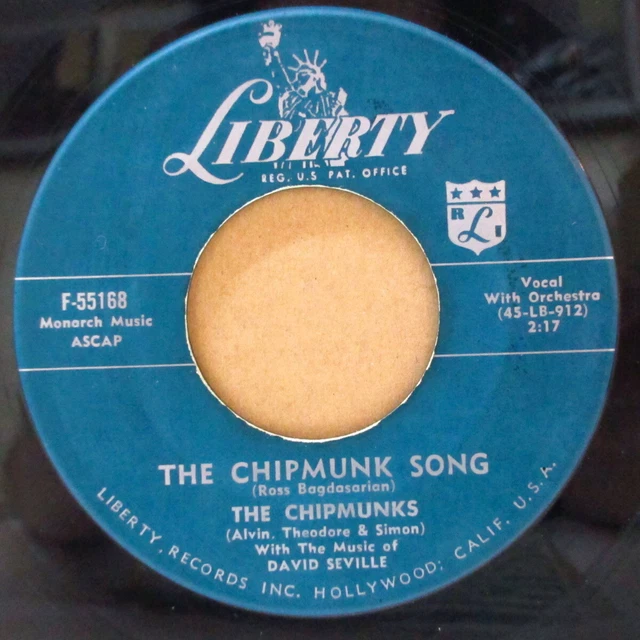 LIBERTY
REG. U.S. PAT. OFFICE
R L I
F-55168
Monarch Music
ASCAP
Vocal
With Orchestra
(45-LB-912)
2:17
THE CHIPMUNK SONG
(Ross Bagdasarian)
THE CHIPMUNKS
(Alvin, Theodore & Simon)
With The Music of
DAVID SEVILLE
LIBERTY RECORDS INC. HOLLYWOOD; CALIF. U.S.A.